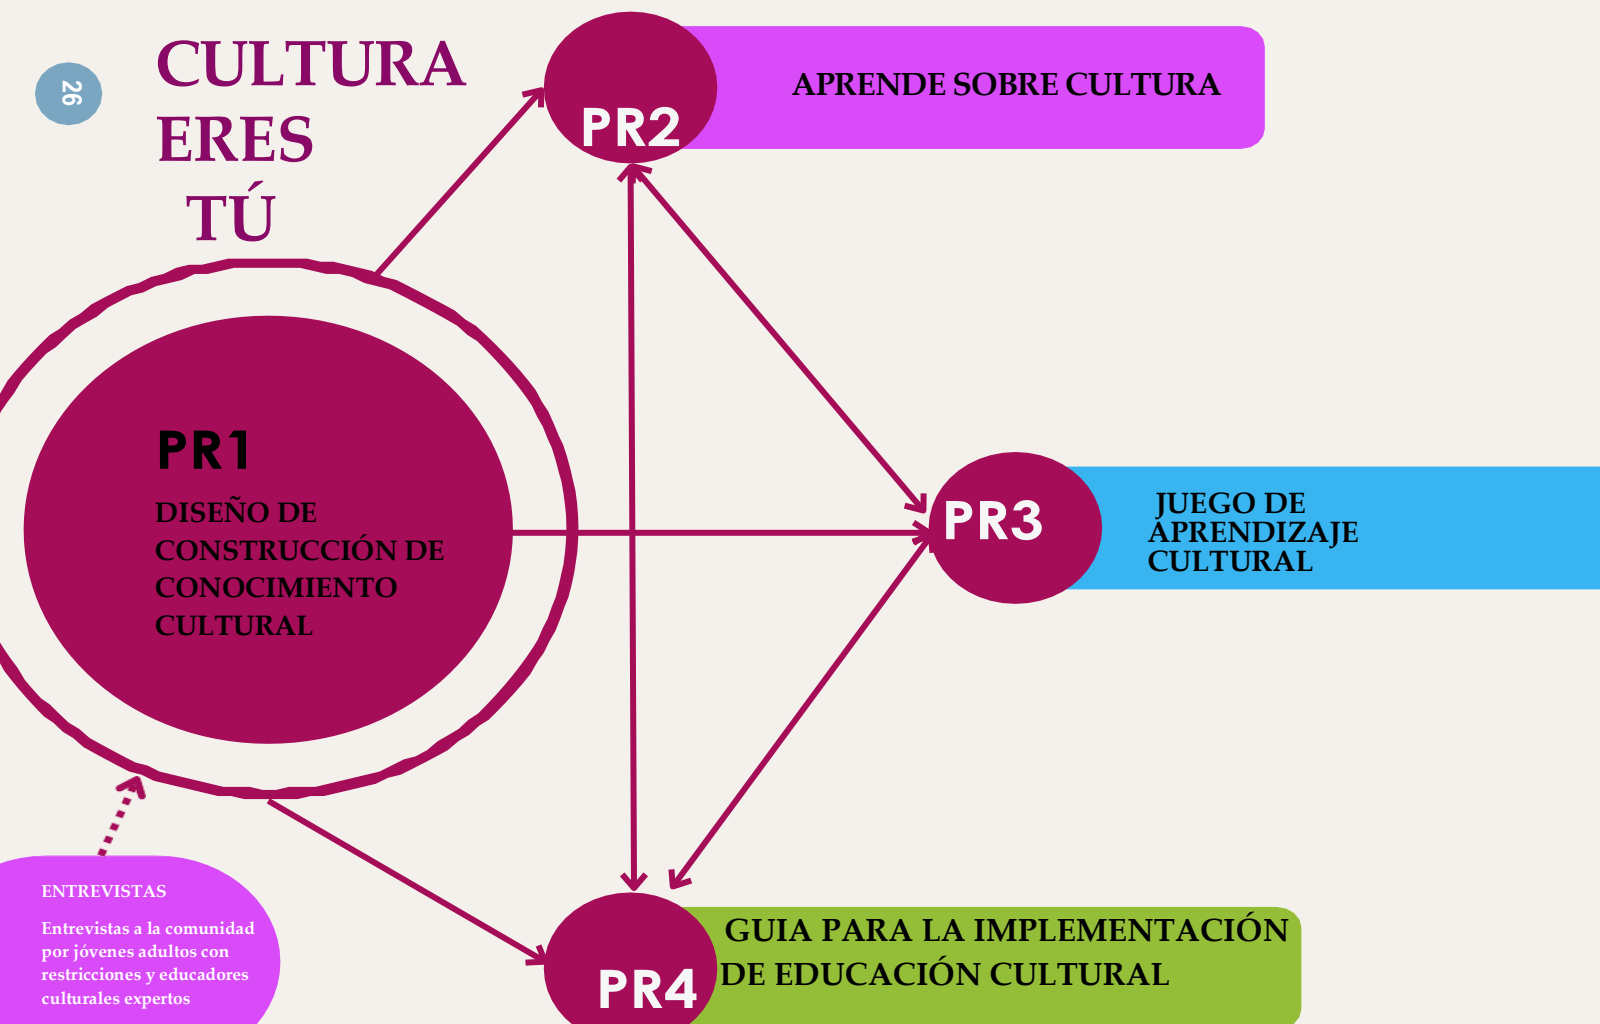 26
CULTURA
ERES
TÚ
PR2
APRENDE SOBRE CULTURA
PR1
DISEÑO DE
CONSTRUCCIÓN DE
CONOCIMIENTO
CULTURAL
PR3
JUEGO DE
APRENDIZAJE
CULTURAL
ENTREVISTAS
Entrevistas a la comunidad
por jóvenes adultos con
restricciones y educadores
culturales expertos
PR4
GUIA PARA LA IMPLEMENTACIÓN
DE EDUCACIÓN CULTURAL